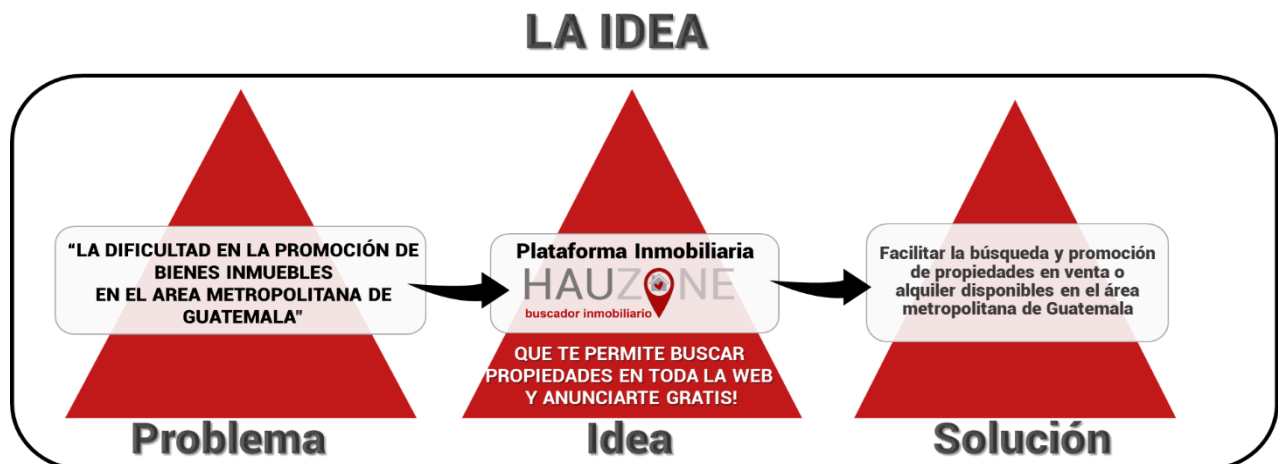 LA IDEA
“LA DIFICULTAD EN LA PROMOCIÓN DE
BIENES INMUEBLES
EN EL AREA METROPOLITANA DE
GUATEMALA"
Problema
Plataforma Inmobiliaria
HAUZONE
buscador inmobiliario
QUE TE PERMITE BUSCAR
PROPIEDADES EN TODA LA WEB
Y ANUNCIARTE GRATIS!
Idea
Facilitar la búsqueda y promoción
de propiedades en venta o
alquiler disponibles en el área
metropolitana de Guatemala
Solución